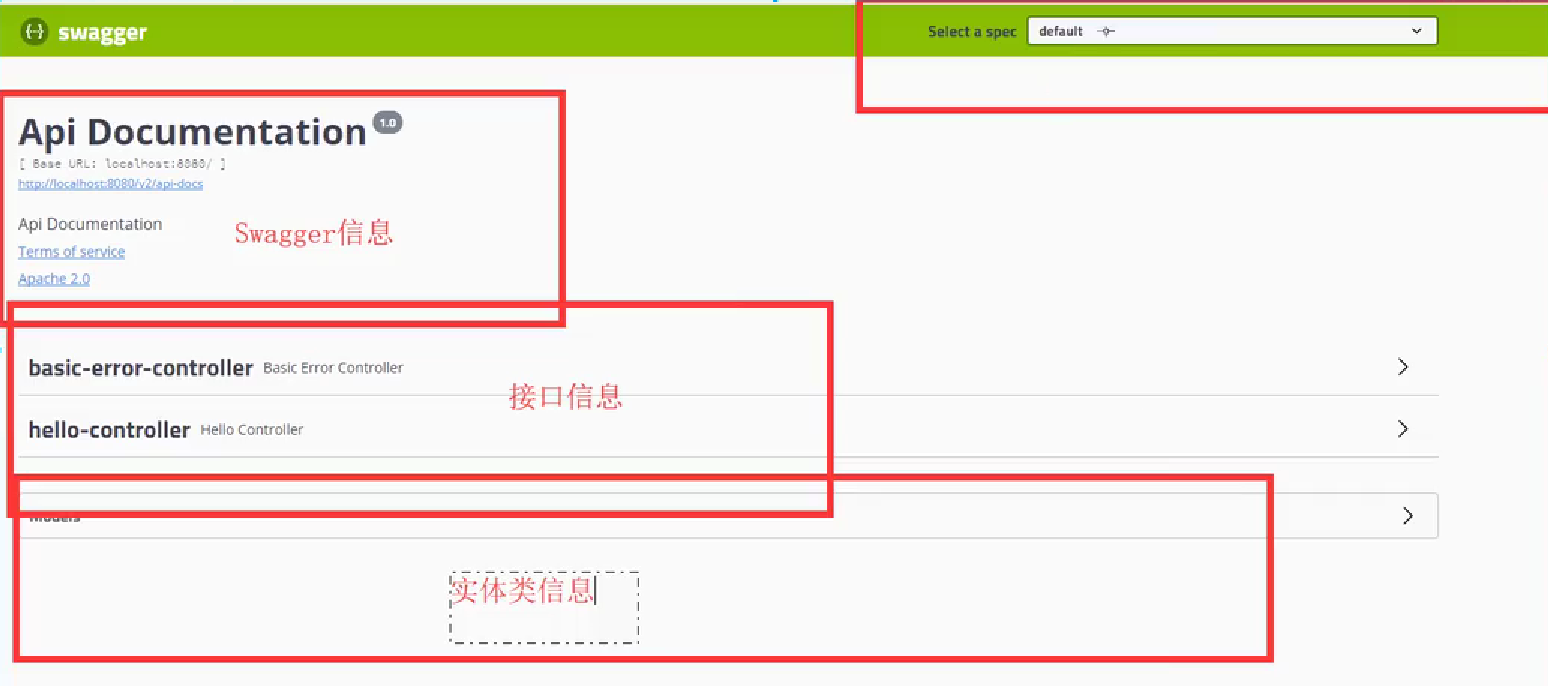 swagger
Select a spec
default
Api Documentation 1.0
[ Base URL: localhost:8080/ ]
http://localhost:8080/v2/api-docs
Api Documentation
Swagger信息
Terms of service
Apache 2.0
basic-error-controller Basic Error Controller
接口信息
hello-controller Hello Controller
Models
实体类信息